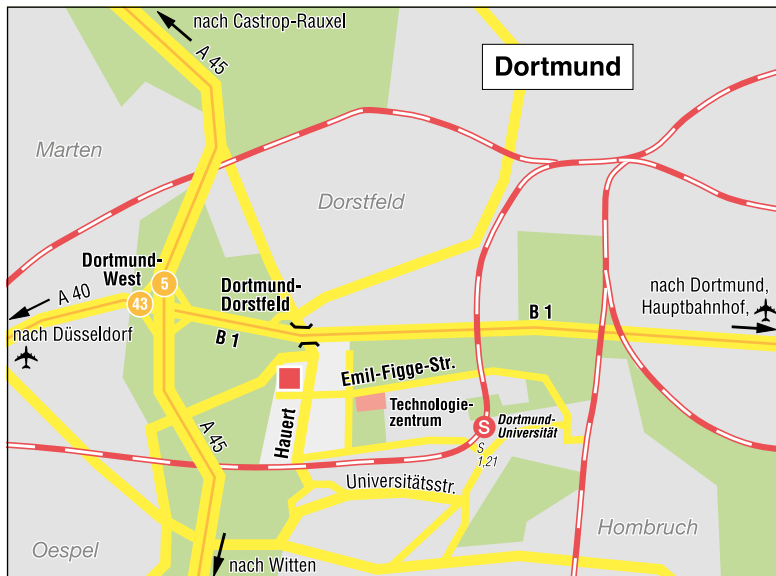 nach Castrop-Rauxel
A 45
Dortmund
Marten
Dorstfeld
Dortmund-
West
5
43
A 40
nach Düsseldorf
Dortmund-
Dorstfeld
B 1
B 1
nach Dortmund,
Hauptbahnhof,
Emil-Figge-Str.
Technologie-
zentrum
S
Dortmund-
Universität
S
1,21
Hauert
A 45
Universitätsstr.
Oespel
nach Witten
Hombruch